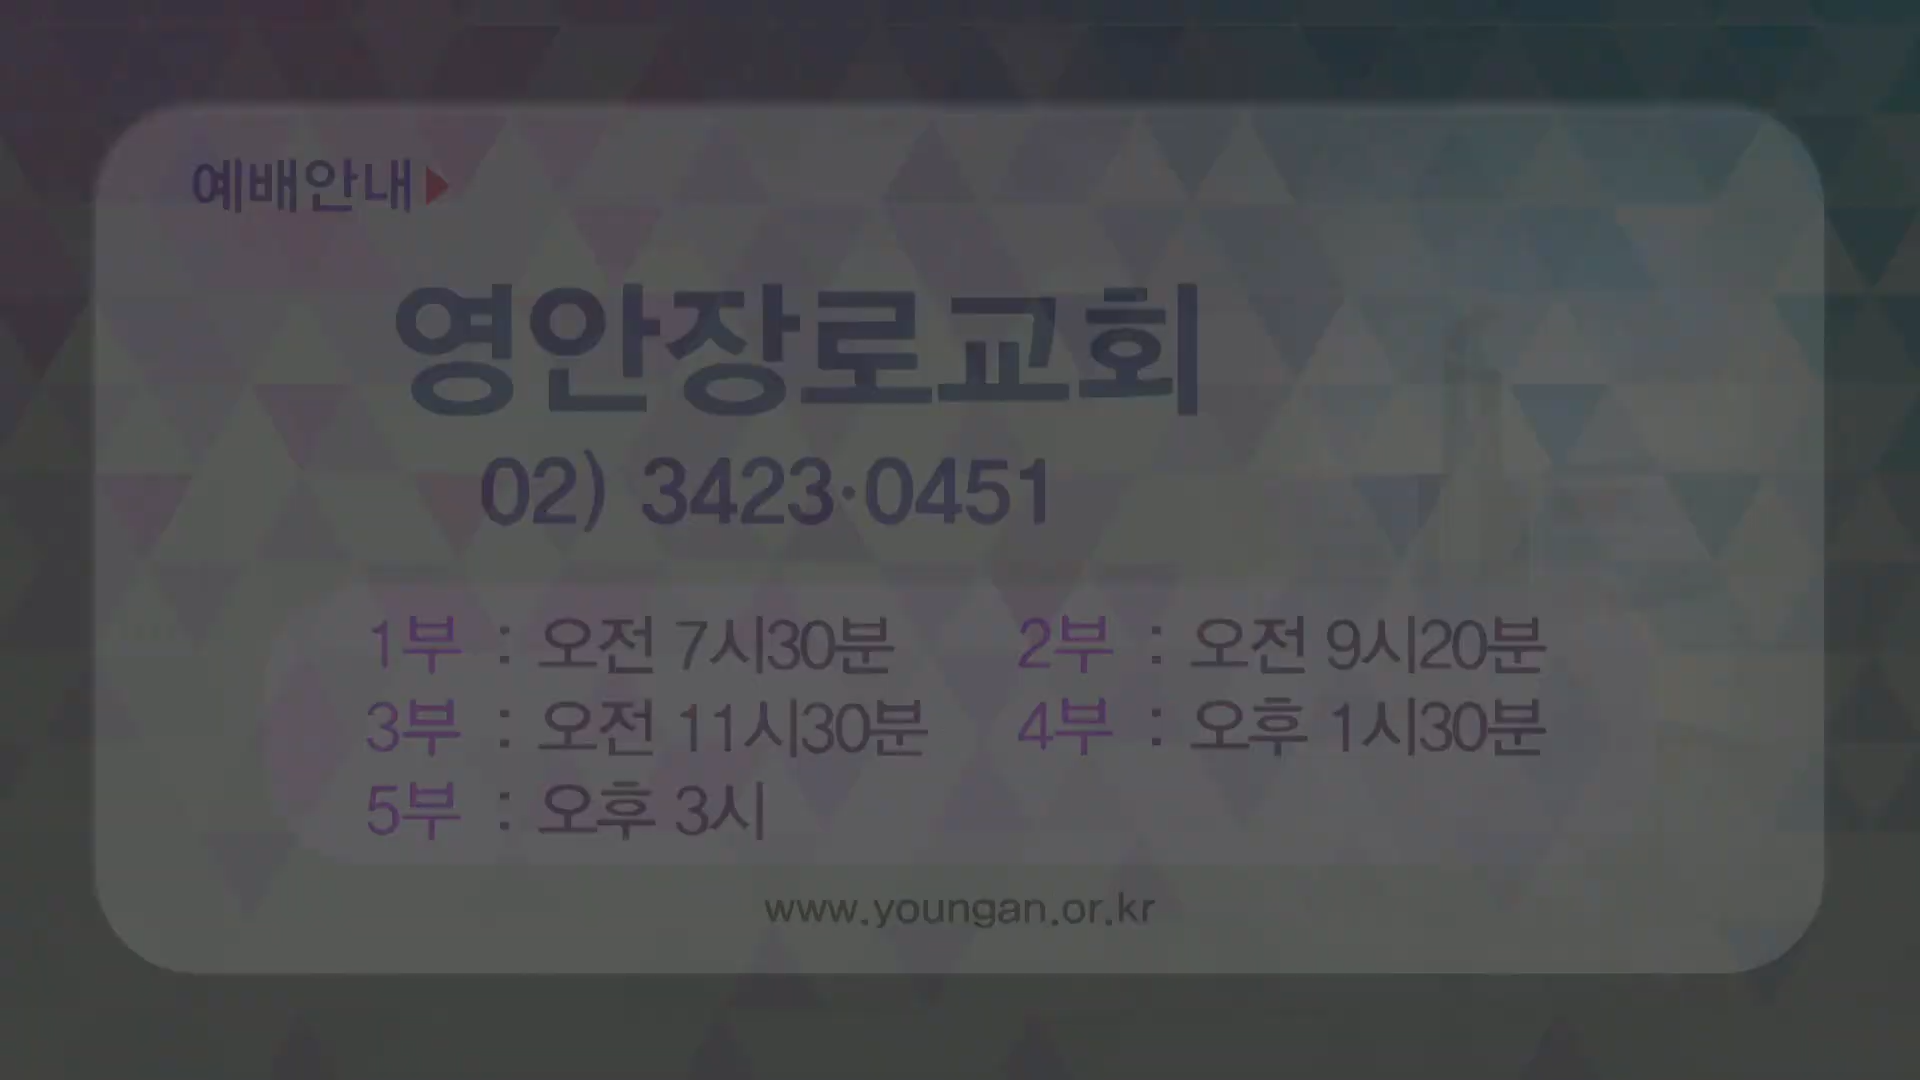 예배안내▶
영안장로교회
02) 3423·0451
1부 : 오전 7시30분 2부 : 오전 9시20분
3부 : 오전 11시30분 4부 : 오후 1시30분
5부 : 오후 3시
www.youngan.or.kr